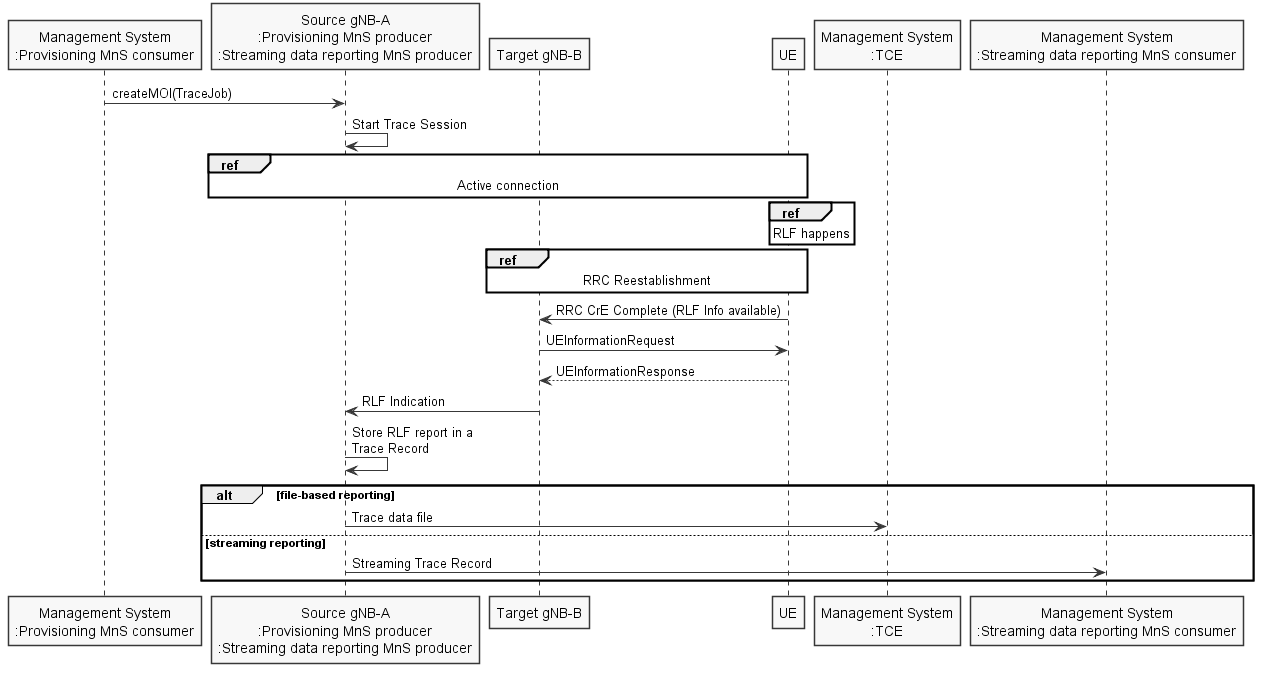 Management System
:Provisioning MnS consumer
Source gNB-A
:Provisioning MnS producer
:Streaming data reporting MnS producer
Target gNB-B
UE
Management System
:TCE
Management System
:Streaming data reporting MnS consumer
createMOI(TraceJob)
Start Trace Session
ref
Active connection
ref
RLF happens
ref
RRC Reestablishment
RRC CrE Complete (RLF Info available)
UEInformationRequest
UEInformationResponse
RLF Indication
Store RLF report in a
Trace Record
alt [file-based reporting]
Trace data file
[streaming reporting]
Streaming Trace Record
Management System
:Provisioning MnS consumer
Source gNB-A
:Provisioning MnS producer
:Streaming data reporting MnS producer
Target gNB-B
UE
Management System
:TCE
Management System
:Streaming data reporting MnS consumer